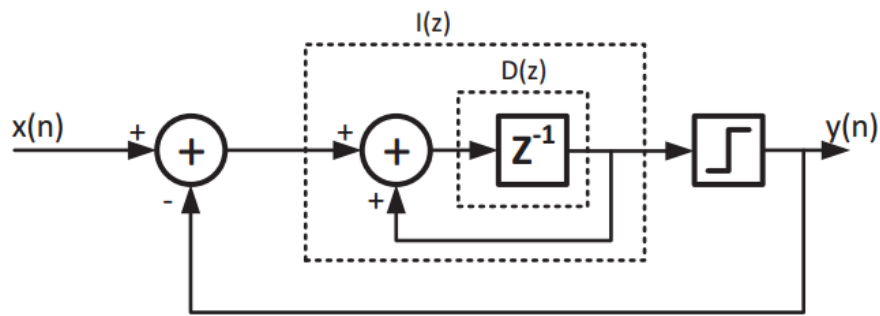 I(z)
D(z)
x(n)
+
+
+
+
Z-1
y(n)
-
+